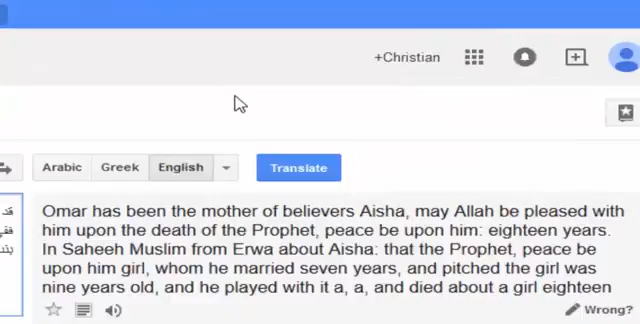 +Christian
Arabic Greek English
Translate
قد
Omar has been the mother of believers Aisha, may Allah be pleased with
him upon the death of the Prophet, peace be upon him: eighteen years.
In Saheeh Muslim from Erwa about Aisha: that the Prophet, peace be
upon him girl, whom he married seven years, and pitched the girl was
nine years old, and he played with it a, a, and died about a girl eighteen
Wrong?